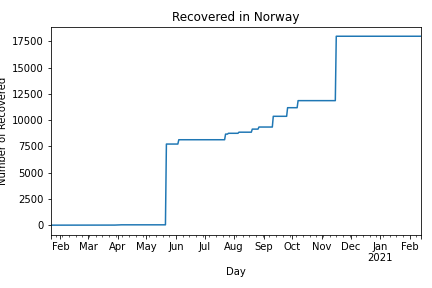 Recovered in Norway
Number of Recovered
17500
15000
12500
10000
7500
5000
2500
0
Feb Mar Apr May Jun Jul Aug Sep Oct Nov Dec Jan Feb
2021
Day